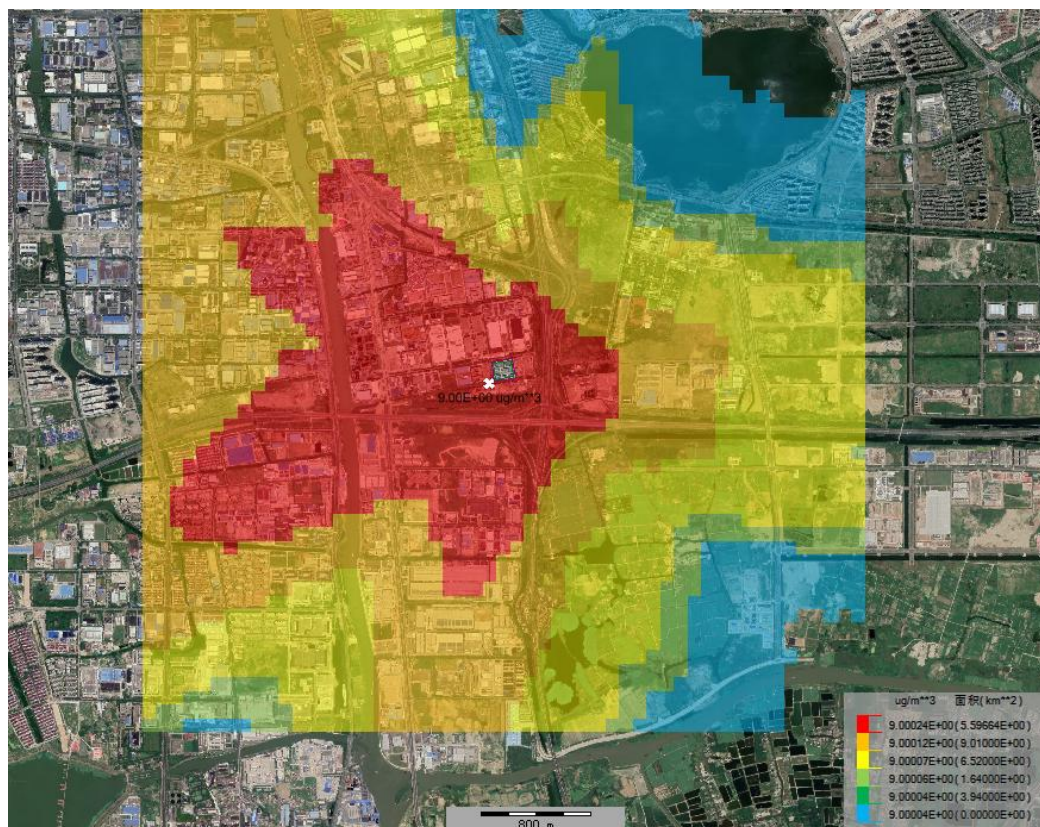 9.00E+00 ug/m**3
ug/m**3 面积(km**2)
9.00024E+00(5.59664E+00)
9.00012E+00(9.01000E+00)
9.00007E+00(6.52000E+00)
9.00006E+00(1.64000E+00)
9.00004E+00(3.94000E+00)
9.00004E+00(0.00000E+00)
800 m